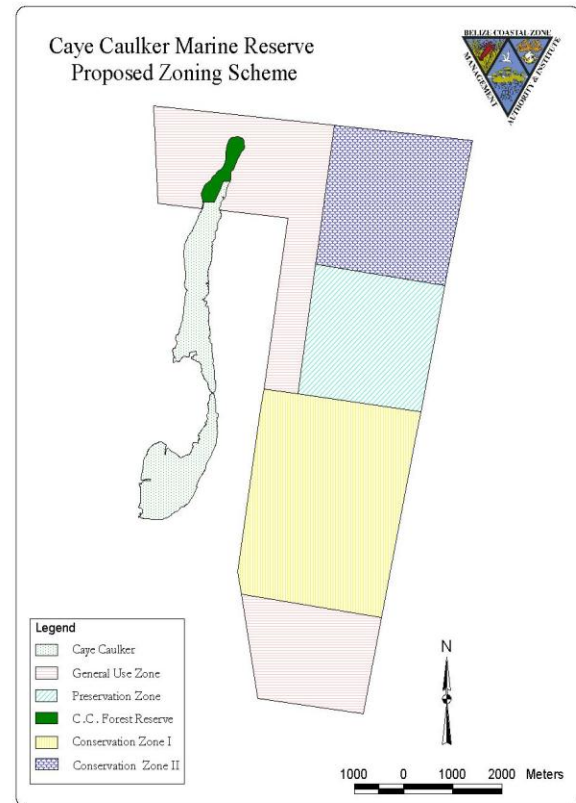 Caye Caulker Marine Reserve
Proposed Zoning Scheme
BELIZE COASTAL ZONE
MANAGEMENT
AUTHORITY & INSTITUTE
Legend
Caye Caulker
General Use Zone
Preservation Zone
C.C. Forest Reserve
Conservation Zone I
Conservation Zone II
N
1000 0 1000 2000 Meters